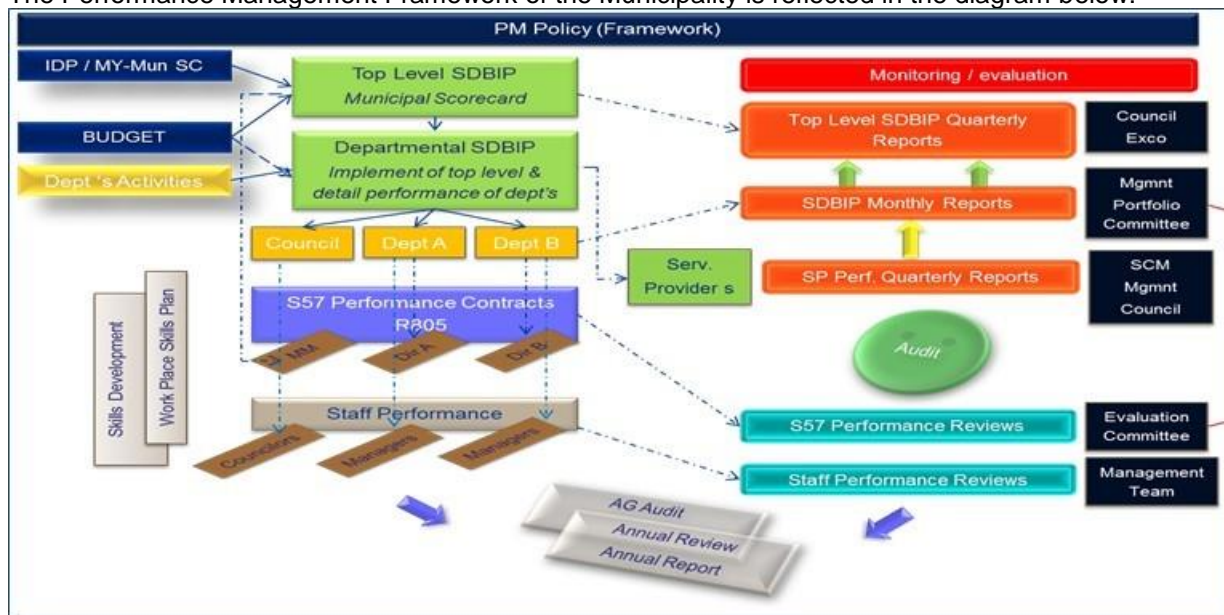 The Performance Management Framework of the Municipality is reflected in the diagram below.
PM Policy (Framework)
IDP / MY-Mun SC
BUDGET
Dept 's Activities
Top Level SDBIP
Municipal Scorecard
Departmental SDBIP
Implement of top level &
detail performance of dept's
Council
Dept A
Dept B
Serv.
Provider s
S57 Performance Contracts
R805
MM
Dir A
Dir B
Staff Performance
Councilors
Managers
Managers
Skills Development
Work Place Skills Plan
Monitoring / evaluation
Top Level SDBIP Quarterly
Reports
Council
Exco
SDBIP Monthly Reports
Mgmnt
Portfolio
Committee
SP Perf. Quarterly Reports
SCM
Mgmnt
Council
Audit
S57 Performance Reviews
Evaluation
Committee
Staff Performance Reviews
Management
Team
AG Audit
Annual Review
Annual Report